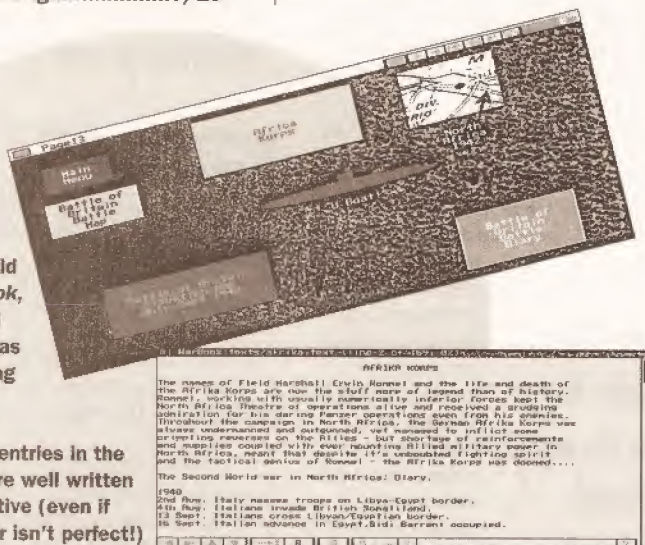 Page13
Africa
Korps
Main
Menu
Battle of
Britain
Battle
Map
U Boat
North
Africa
Battle of
Britain
Battle
Diary
ld
ok,
as
ng
entries in the
re well written
tive (even if
r isn't perfect!)
AFRIKA KORPS
The names of Field Marshall Erwin Rommel and the life and death of
the Afrika Korps are now the stuff more of legend than of history.
Rommel, working with usually numerically inferior forces kept the
North Africa Theatre of operations alive and received a grudging
admiration for his daring Panzer operations even from his enemies.
Throughout the campaign in North Africa, the German Afrika Korps was
always undermanned and outgunned, yet managed to inflict some
crippling reverses on the Allies - but shortage of reinforcements
and supplies coupled with ever mounting Allied military power in
North Africa, meant that despite it's unboubted fighting spirit
and the tactical genius of Rommel - the Afrika Korps was doomed....
The Second World war in North Africa: Diary.
1940
2nd Aug. Italy masses troops on Libya-Egypt border.
4th Aug. Italians invade British Somaliland.
13 Sept. Italians cross Libyan/Egyptian border.
16 Sept. Italian advance in Egypt.Sidi Barrani occupied.